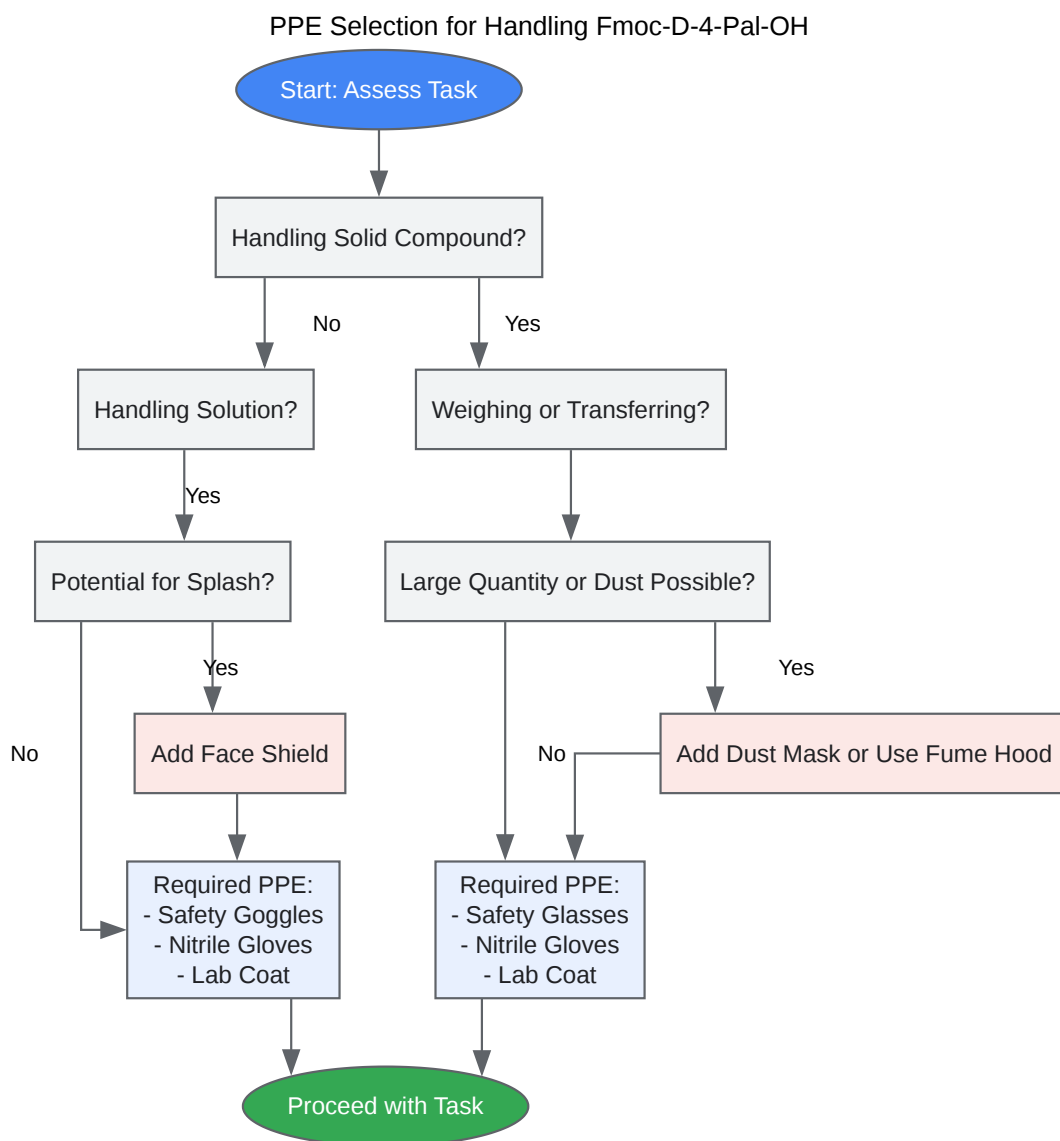 PPE Selection for Handling Fmoc-D-4-Pal-OH
Start: Assess Task
Handling Solid Compound?
No
Yes
Handling Solution?
Weighing or Transferring?
Yes
Potential for Splash?
Large Quantity or Dust Possible?
Yes
Yes
No
Add Face Shield
No
Add Dust Mask or Use Fume Hood
Required PPE:
- Safety Goggles
- Nitrile Gloves
- Lab Coat
Required PPE:
- Safety Glasses
- Nitrile Gloves
- Lab Coat
Proceed with Task